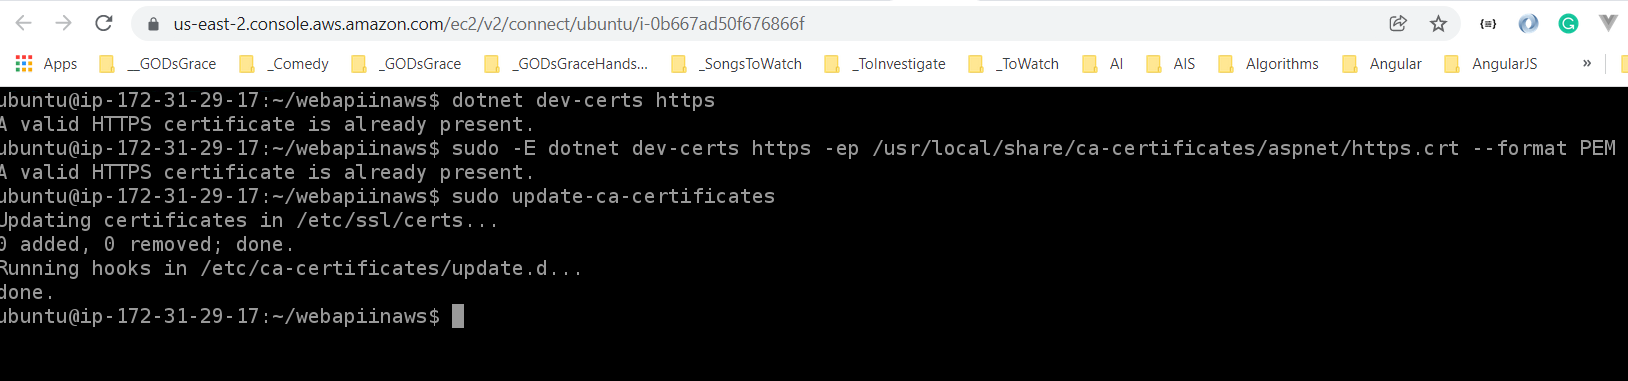 us-east-2.console.aws.amazon.com/ec2/v2/connect/ubuntu/i-0b667ad50f676866f
Apps __GODsGrace _Comedy _GODsGrace _GODsGraceHands... _SongsToWatch _ToInvestigate _ToWatch AI AIS Algorithms Angular AngularJS »
ubuntu@ip-172-31-29-17:~/webapiinaws$ dotnet dev-certs https
A valid HTTPS certificate is already present.
ubuntu@ip-172-31-29-17:~/webapiinaws$ sudo -E dotnet dev-certs https -ep /usr/local/share/ca-certificates/aspnet/https.crt --format PEM
A valid HTTPS certificate is already present.
ubuntu@ip-172-31-29-17:~/webapiinaws$ sudo update-ca-certificates
Updating certificates in /etc/ssl/certs...
0 added, 0 removed; done.
Running hooks in /etc/ca-certificates/update.d...
done.
ubuntu@ip-172-31-29-17:~/webapiinaws$